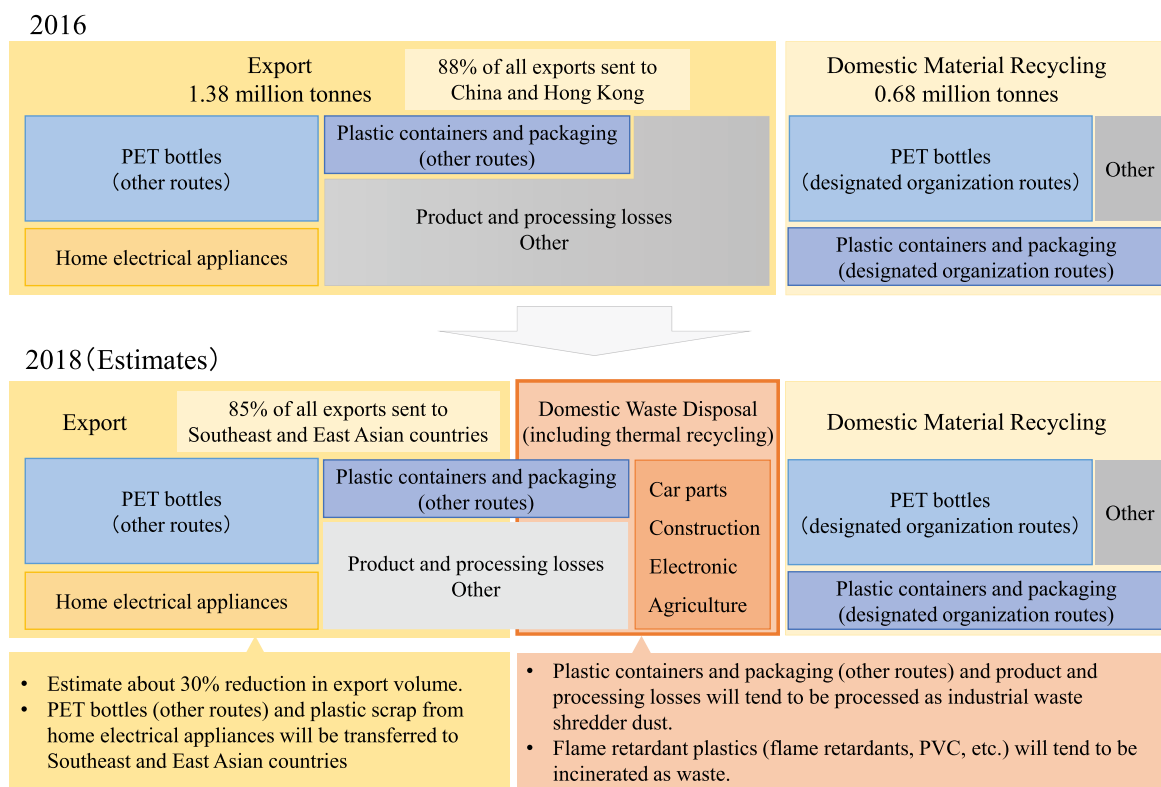 2016
Export
1.38 million tonnes
88% of all exports sent to
China and Hong Kong
PET bottles
(other routes)
Plastic containers and packaging
(other routes)
Product and processing losses
Other
Home electrical appliances
Domestic Material Recycling
0.68 million tonnes
PET bottles
(designated organization routes)
Other
Plastic containers and packaging
(designated organization routes)
2018(Estimates)
Export
85% of all exports sent to
Southeast and East Asian countries
PET bottles
(other routes)
Plastic containers and packaging
(other routes)
Product and processing losses
Other
Home electrical appliances
Domestic Waste Disposal
(including thermal recycling)
Car parts
Construction
Electronic
Agriculture
Domestic Material Recycling
PET bottles
(designated organization routes)
Other
Plastic containers and packaging
(designated organization routes)
• Estimate about 30% reduction in export volume.
• PET bottles (other routes) and plastic scrap from
home electrical appliances will be transferred to
Southeast and East Asian countries
• Plastic containers and packaging (other routes) and product and
processing losses will tend to be processed as industrial waste
shredder dust.
• Flame retardant plastics (flame retardants, PVC, etc.) will tend to be
incinerated as waste.